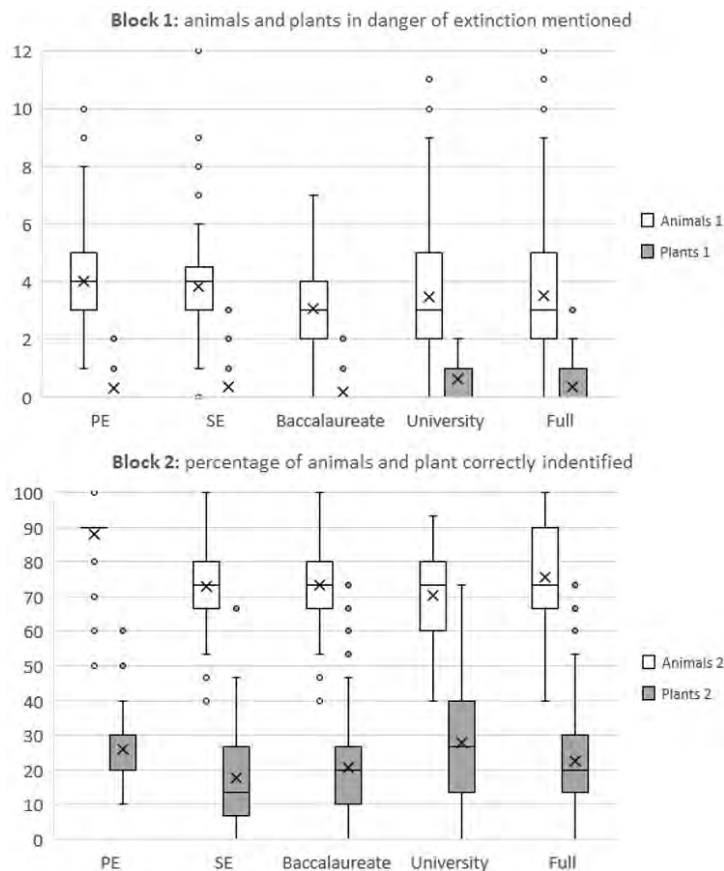 Block 1: animals and plants in danger of extinction mentioned
12
10
8
6
4
2
0
PE SE Baccalaureate University Full
Animals 1
Plants 1
Block 2: percentage of animals and plant correctly indentified
100
90
80
70
60
50
40
30
20
10
0
PE SE Baccalaureate University Full
Animals 2
Plants 2